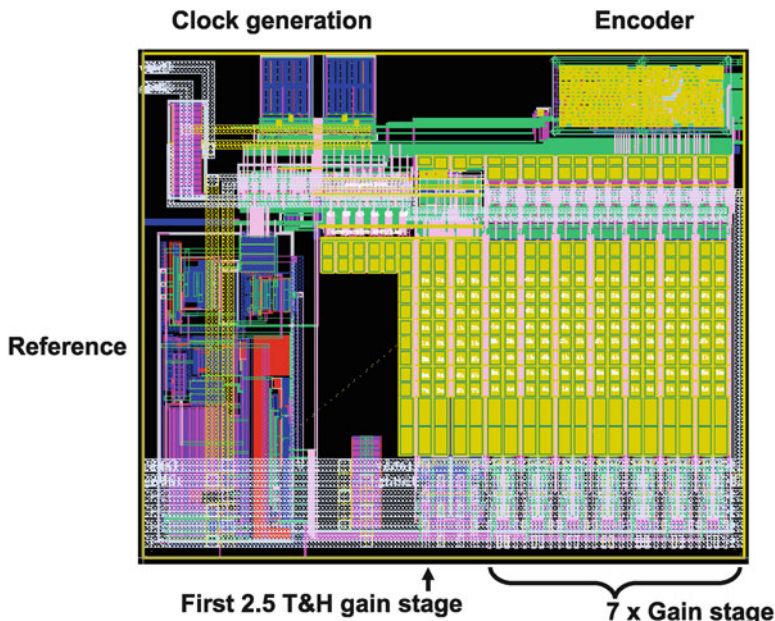 Clock generation
Encoder
Reference
First 2.5 T&H gain stage
7 x Gain stage